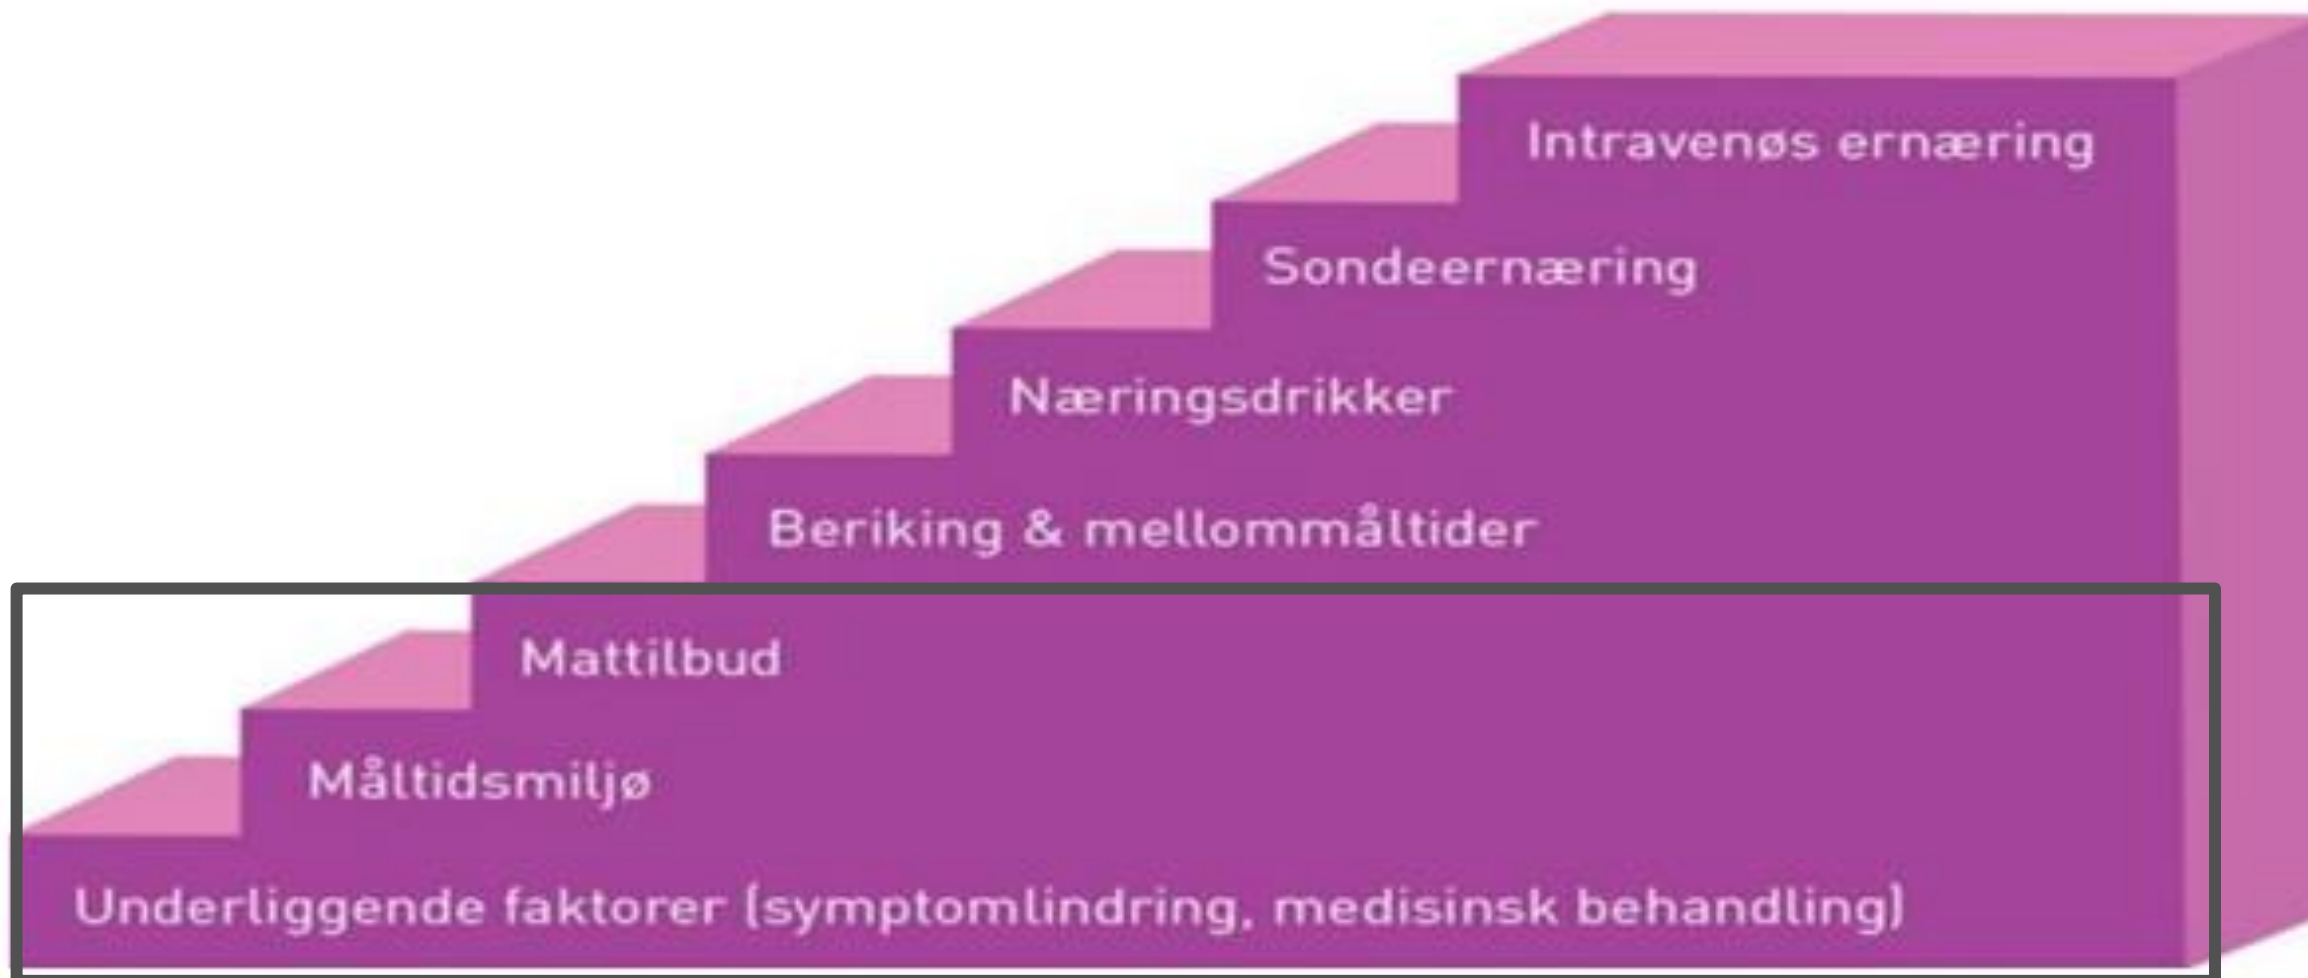 Intravenøs ernæring
Sondeernæring
Næringsdrikker
Beriking & mellommåltider
Mattilbud
Måltidsmiljø
Underliggende faktorer (symptomlindring, medisinsk behandling)